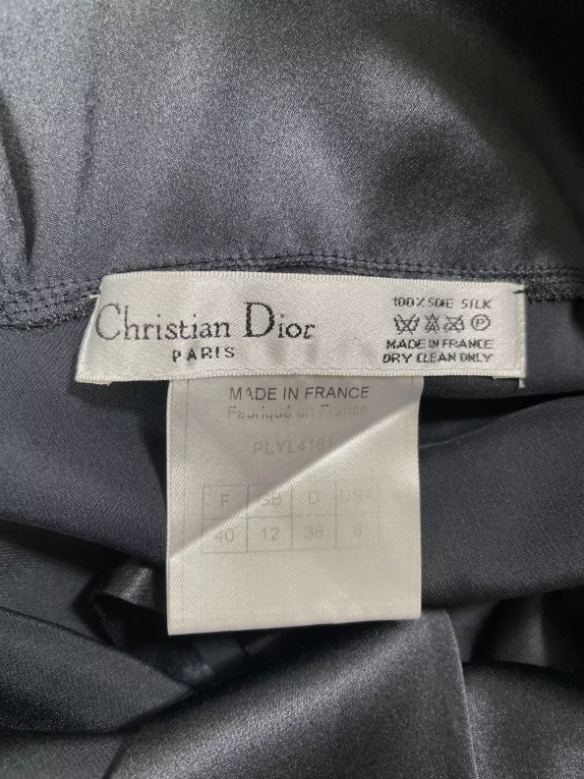 Christian Dior
PARIS
100% SOIE SILK
MADE IN FRANCE
DRY CLEAN ONLY
MADE IN FRANCE
Fabriqué en France
F GB D USA
40 12 38 8